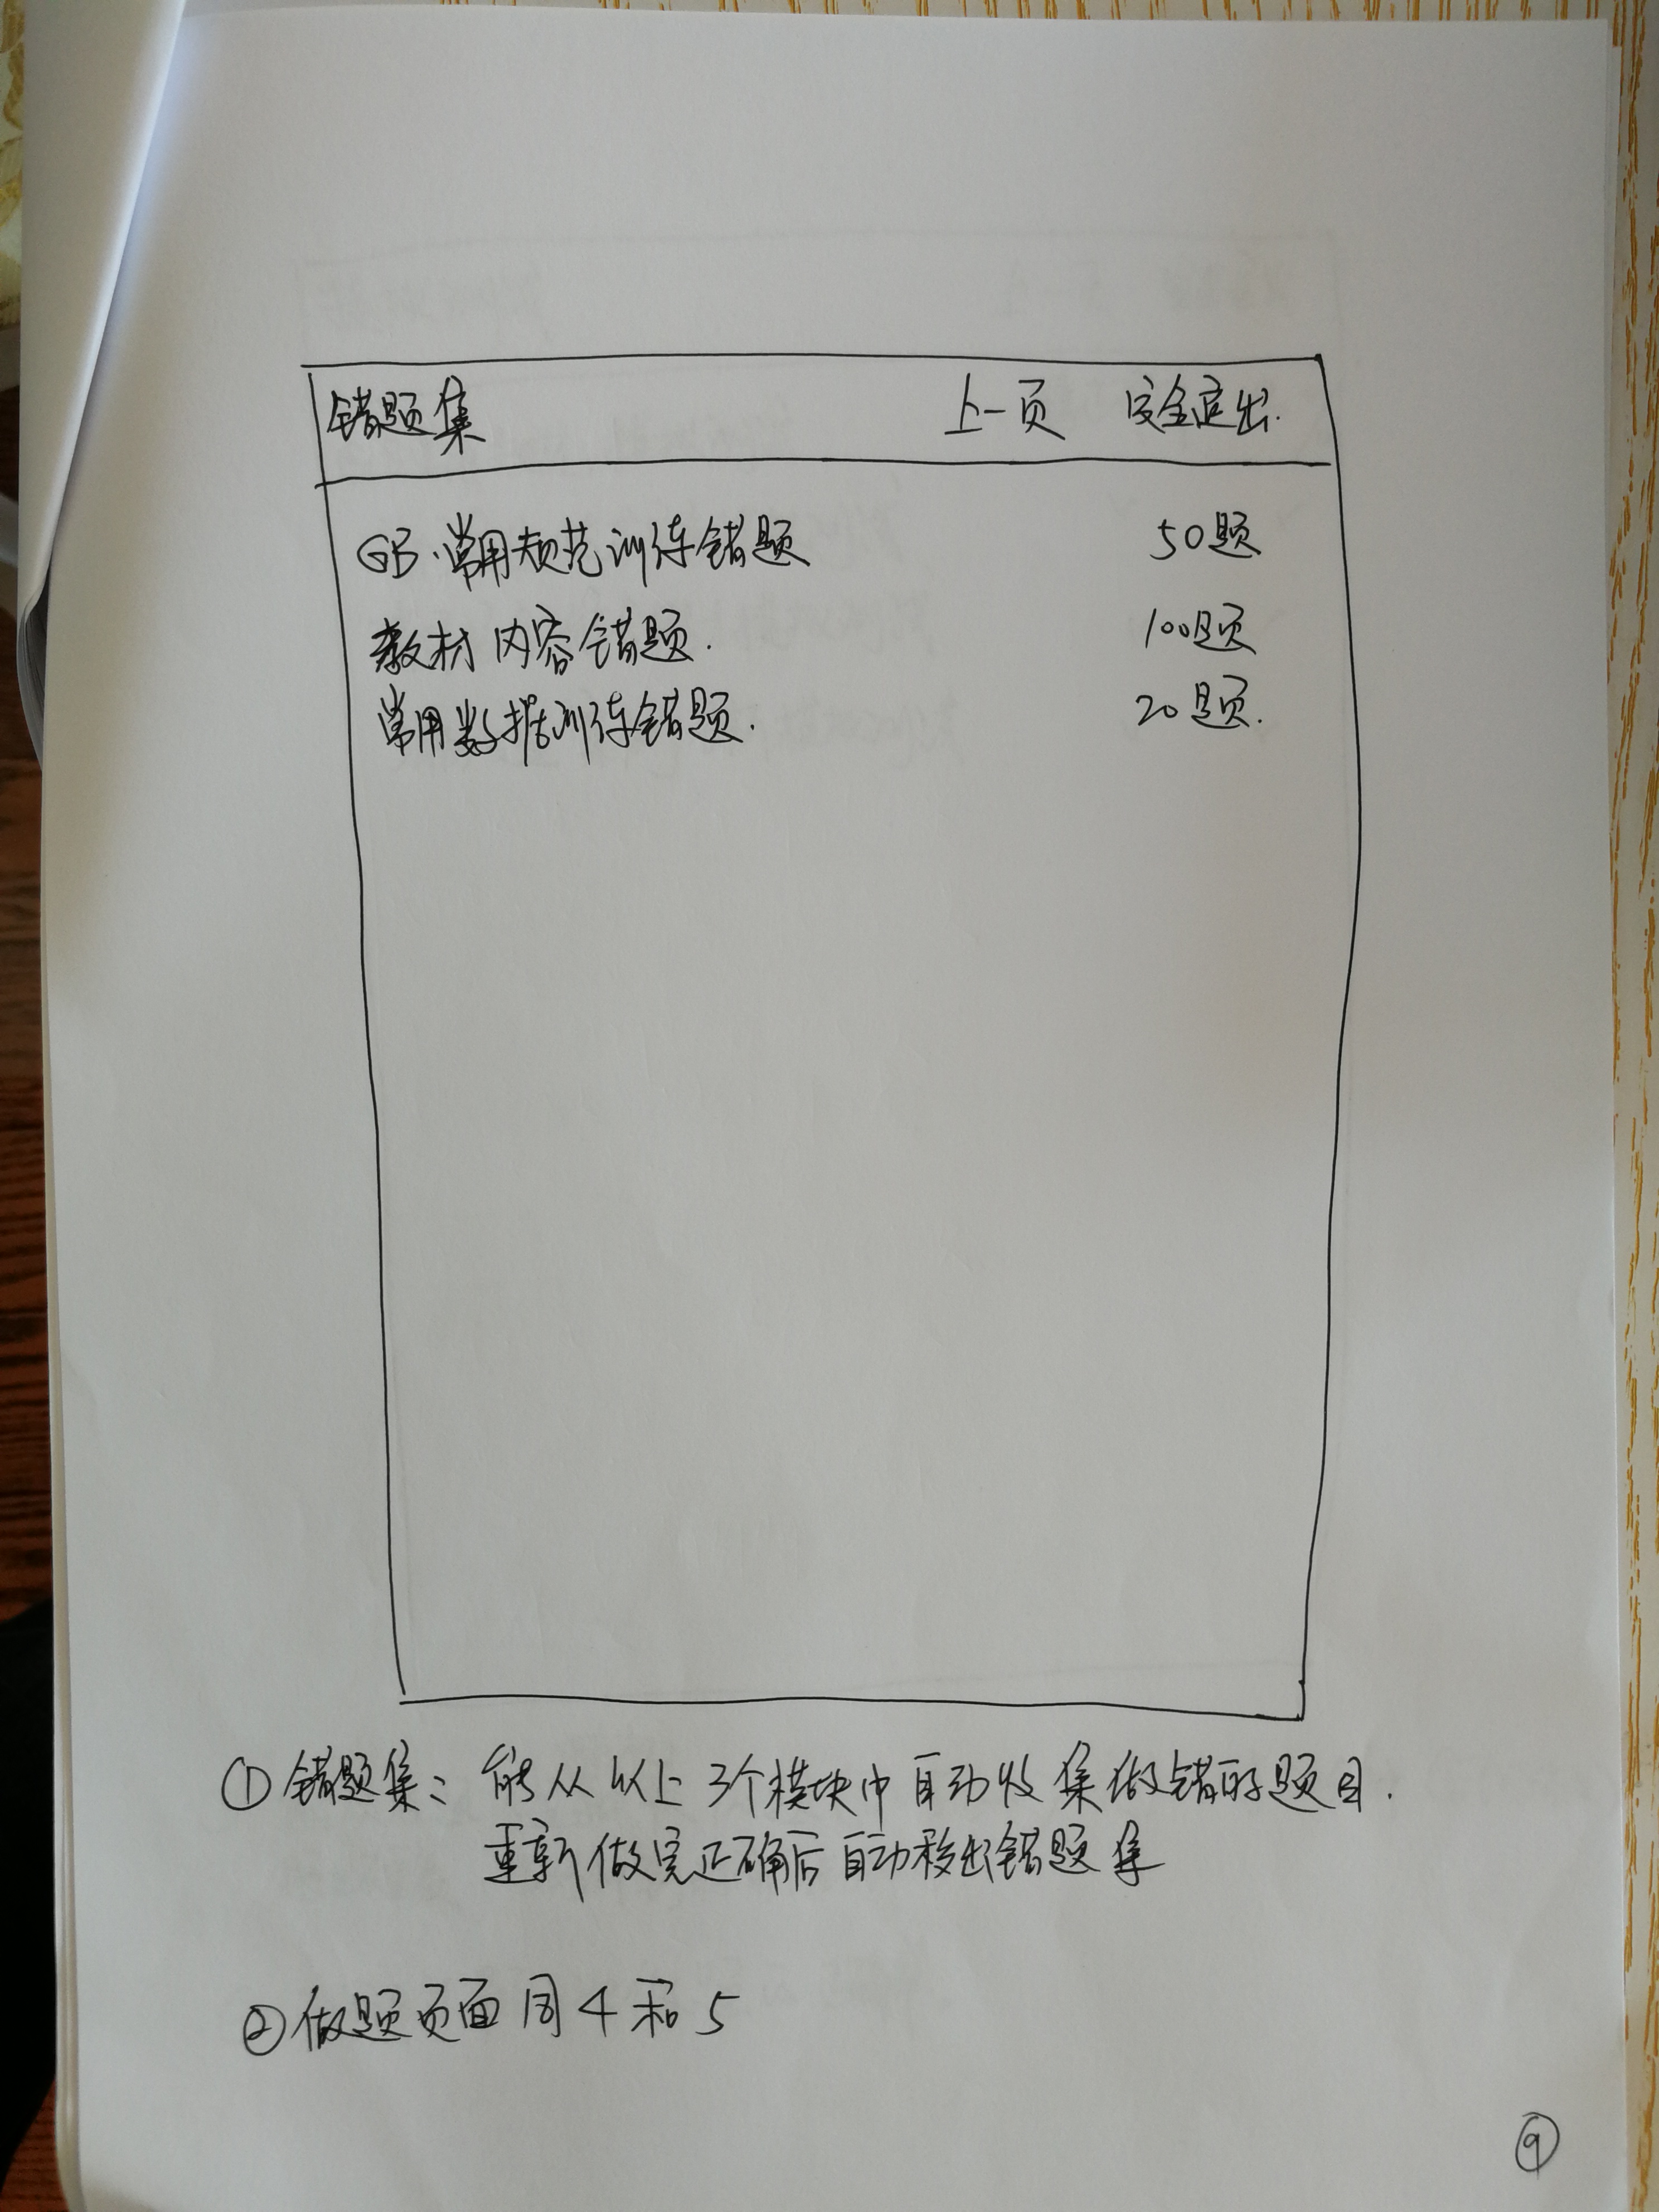 错题集 上一页 安全退出.
GB.常用规范训练错题 50题
教材内容错题. 100题
常用数据训练错题. 20题.
①错题集: 能从以上3个模块中自动收集做错的题目.
重新做完正确后自动移出错题集
②做题页面同4和5
⑨